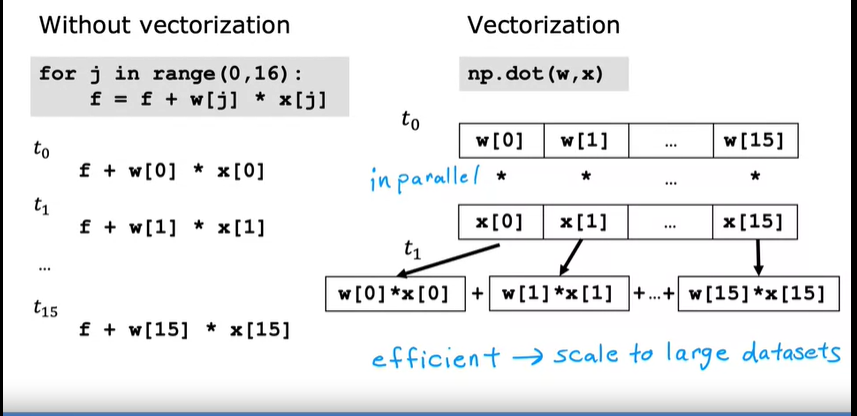 Without vectorization
for j in range(0,16):
f = f + w[j] * x[j]
t0
f + w[0] * x[0]
t1
f + w[1] * x[1]
...
t15
f + w[15] * x[15]
Vectorization
np.dot(w,x)
t0
w[0] w[1] ... w[15]
in parallel * * ... *
x[0] x[1] ... x[15]
t1
w[0]*x[0] + w[1]*x[1] +...+ w[15]*x[15]
efficient → scale to large datasets